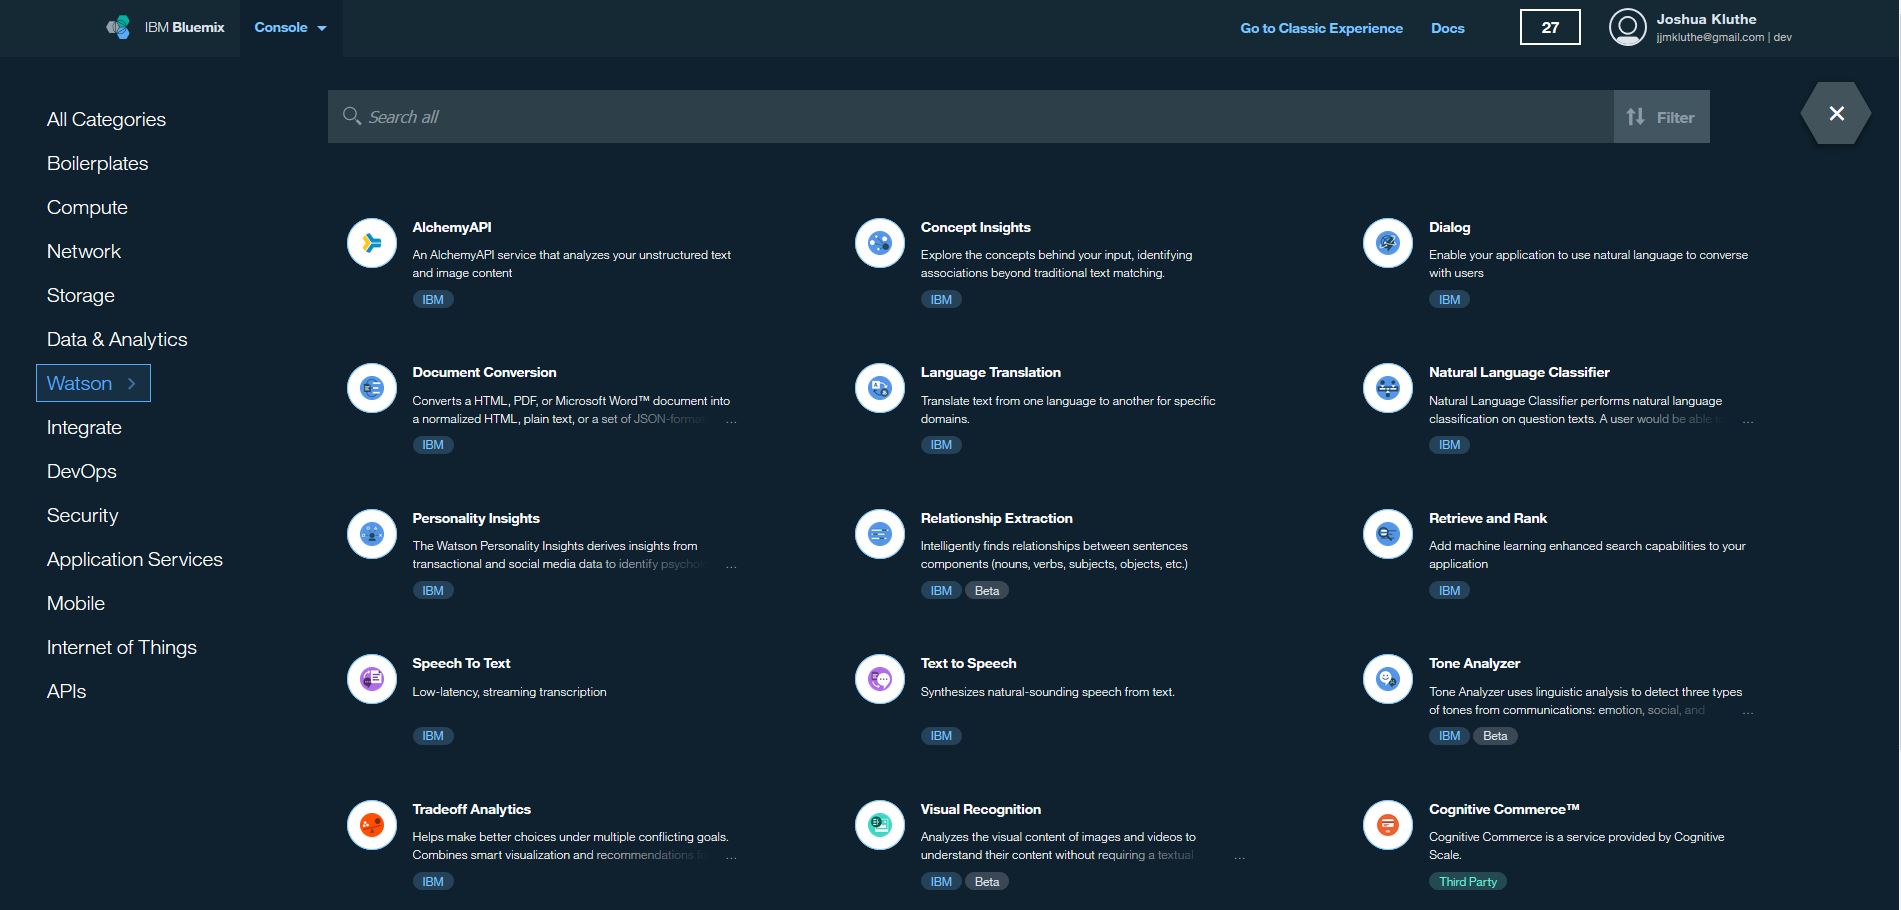 IBM Bluemix
Console
Go to Classic Experience
Docs
27
Joshua Kluthe
jjmkluthe@gmail.com | dev
All Categories
Boilerplates
Compute
Network
Storage
Data & Analytics
Watson
Integrate
DevOps
Security
Application Services
Mobile
Internet of Things
APIs
Search all
Filter
AlchemyAPI
An AlchemyAPI service that analyzes your unstructured text
and image content
IBM
Concept Insights
Explore the concepts behind your input, identifying
associations beyond traditional text matching.
IBM
Dialog
Enable your application to use natural language to converse
with users
IBM
Document Conversion
Converts a HTML, PDF, or Microsoft Word™ document into
a normalized HTML, plain text, or a set of JSON-forma ...
IBM
Language Translation
Translate text from one language to another for specific
domains.
IBM
Natural Language Classifier
Natural Language Classifier performs natural language
classification on question texts. A user would be able ...
IBM
Personality Insights
The Watson Personality Insights derives insights from
transactional and social media data to identify psycho ...
IBM
Relationship Extraction
Intelligently finds relationships between sentences
components (nouns, verbs, subjects, objects, etc.)
IBM Beta
Retrieve and Rank
Add machine learning enhanced search capabilities to your
application
IBM
Speech To Text
Low-latency, streaming transcription
IBM
Text to Speech
Synthesizes natural-sounding speech from text.
IBM
Tone Analyzer
Tone Analyzer uses linguistic analysis to detect three types
of tones from communications: emotion, social, and ...
IBM Beta
Tradeoff Analytics
Helps make better choices under multiple conflicting goals.
Combines smart visualization and recommendations ...
IBM
Visual Recognition
Analyzes the visual content of images and videos to
understand their content without requiring a textual ...
IBM Beta
Cognitive Commerce™
Cognitive Commerce is a service provided by Cognitive
Scale.
Third Party